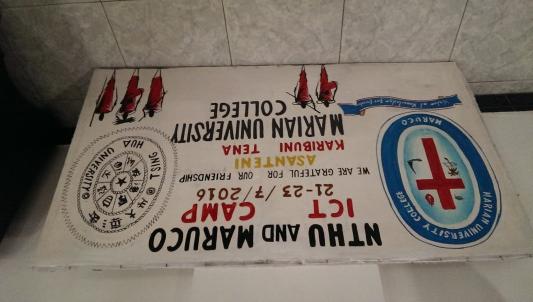 NTHU AND MARUCO
ICT CAMP
21-23/7/2016
WE ARE GRATEFUL FOR OUR FRIENDSHIP
ASANTENI
KARIBUNI TENA
MARIAN UNIVERSITY
COLLEGE
MARIAN UNIVERSITY COLLEGE
MARUCO
TSING HUA
UNIVERSITY